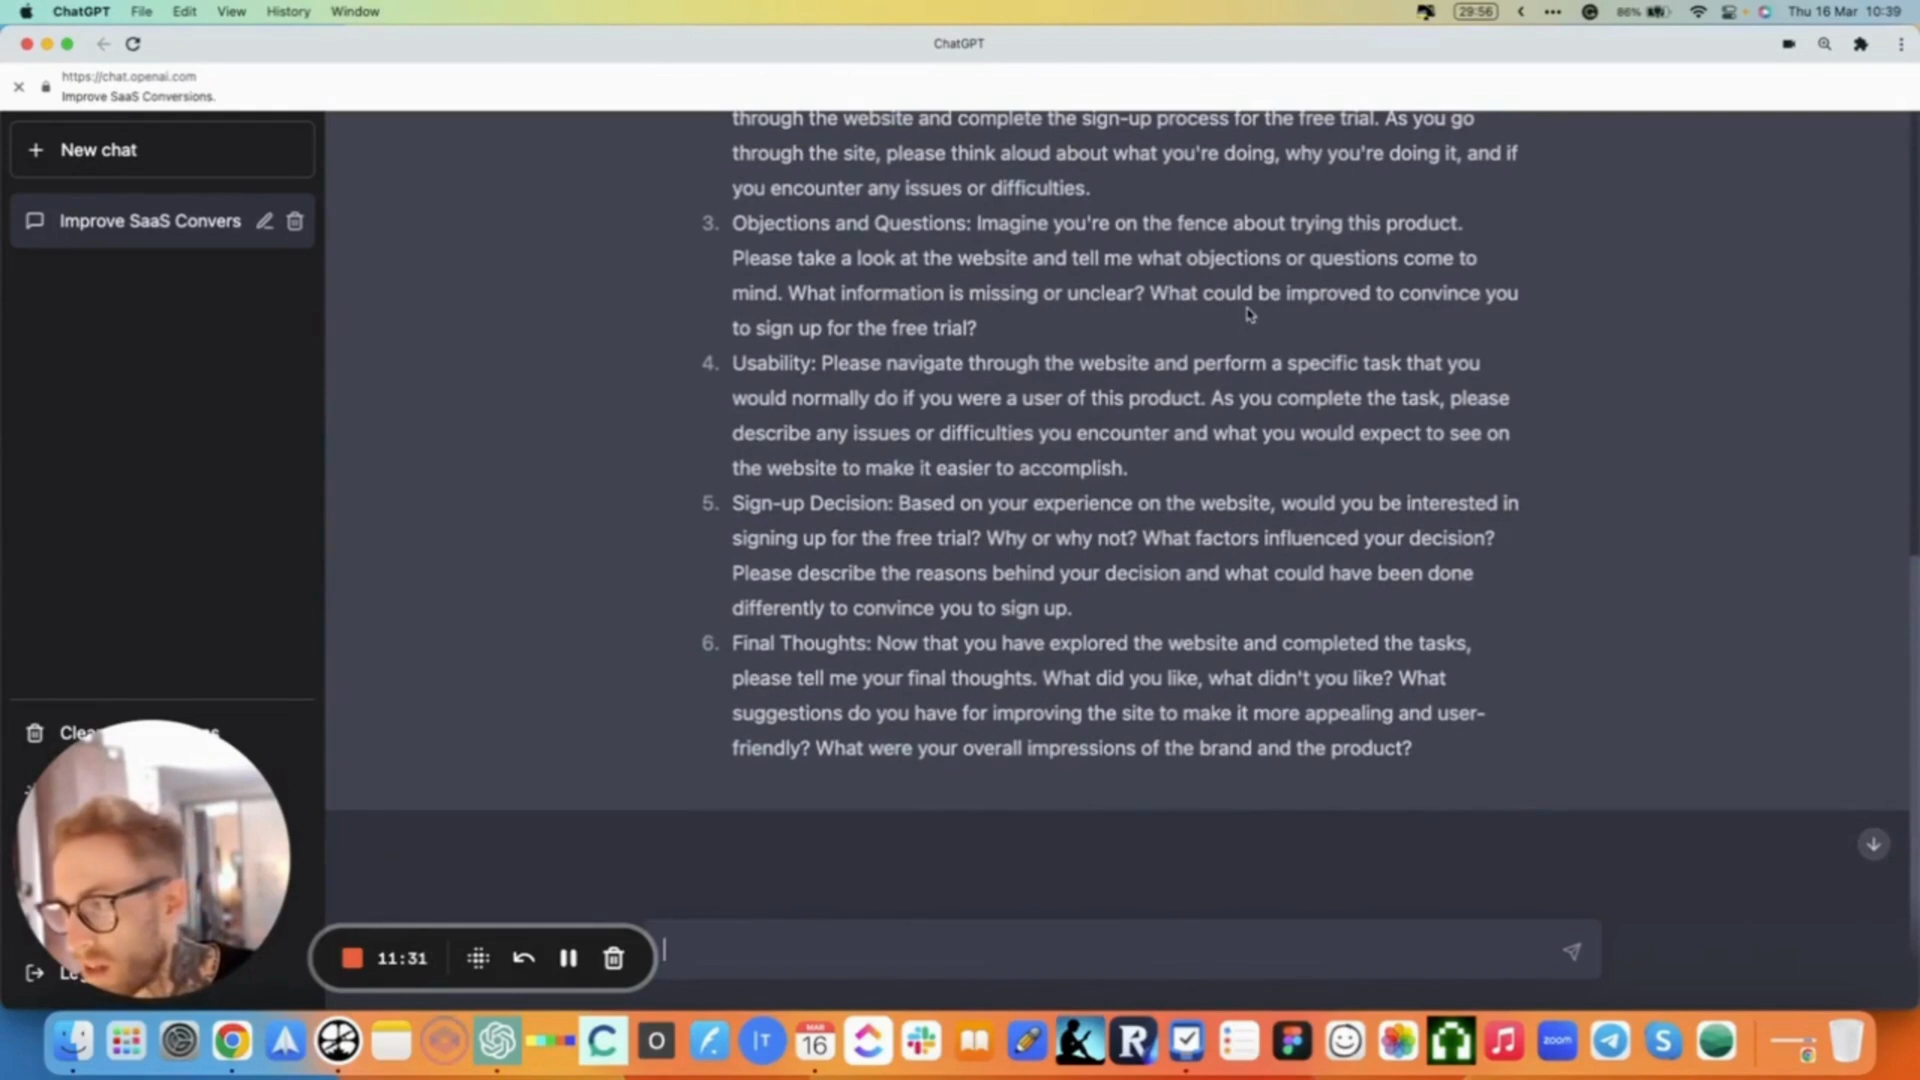 ChatGPT File Edit View History Window 29:56 86% Thu 16 Mar 10:39
ChatGPT
https://chat.openai.com
Improve SaaS Conversions.
New chat
Improve SaaS Convers
through the website and complete the sign-up process for the free trial. As you go
through the site, please think aloud about what you're doing, why you're doing it, and if
you encounter any issues or difficulties.
3. Objections and Questions: Imagine you're on the fence about trying this product.
Please take a look at the website and tell me what objections or questions come to
mind. What information is missing or unclear? What could be improved to convince you
to sign up for the free trial?
4. Usability: Please navigate through the website and perform a specific task that you
would normally do if you were a user of this product. As you complete the task, please
describe any issues or difficulties you encounter and what you would expect to see on
the website to make it easier to accomplish.
5. Sign-up Decision: Based on your experience on the website, would you be interested in
signing up for the free trial? Why or why not? What factors influenced your decision?
Please describe the reasons behind your decision and what could have been done
differently to convince you to sign up.
6. Final Thoughts: Now that you have explored the website and completed the tasks,
please tell me your final thoughts. What did you like, what didn't you like? What
suggestions do you have for improving the site to make it more appealing and user-
friendly? What were your overall impressions of the brand and the product?
11:31
MAR
16
zoom